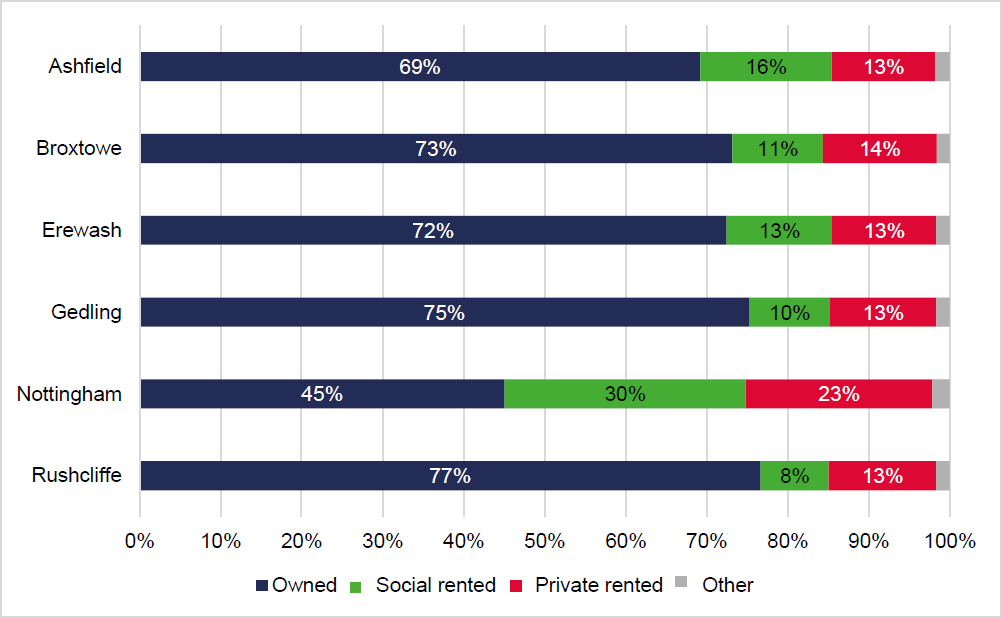 Ashfield 69% 16% 13%
Broxtowe 73% 11% 14%
Erewash 72% 13% 13%
Gedling 75% 10% 13%
Nottingham 45% 30% 23%
Rushcliffe 77% 8% 13%
0% 10% 20% 30% 40% 50% 60% 70% 80% 90% 100%
Owned Social rented Private rented Other